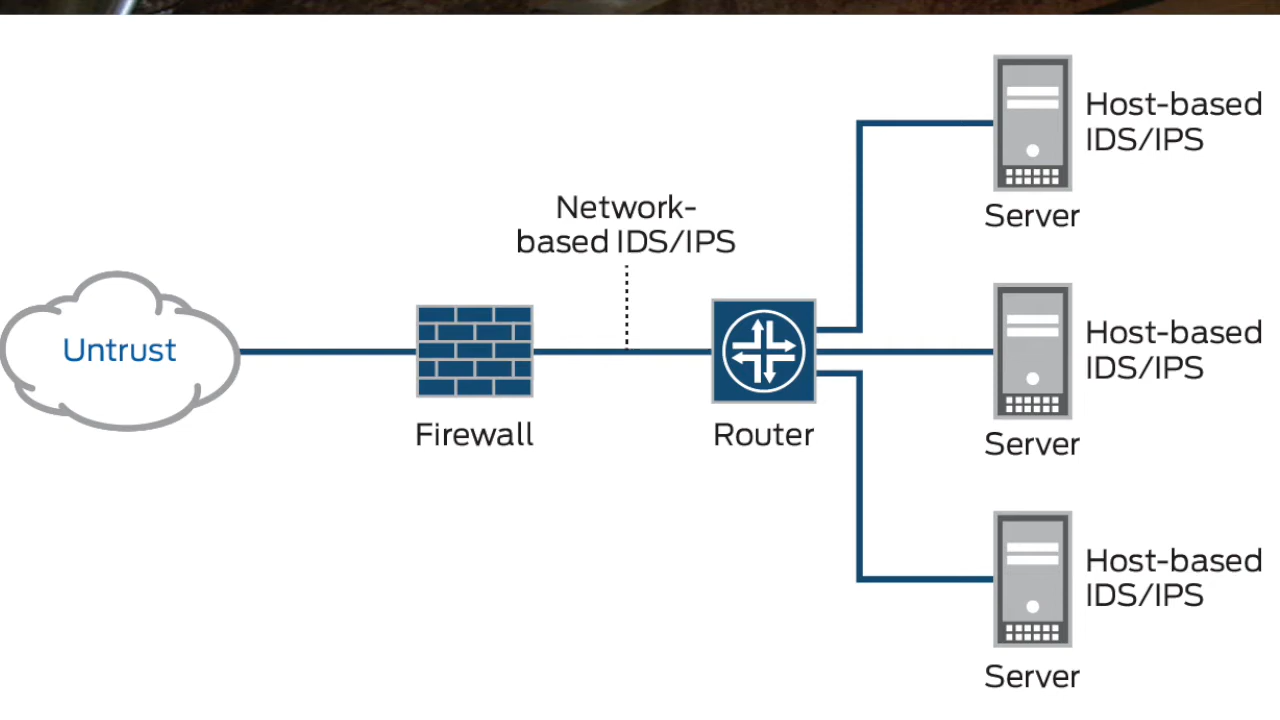 Untrust
Firewall
Network-
based IDS/IPS
Router
Host-based
IDS/IPS
Server
Host-based
IDS/IPS
Server
Host-based
IDS/IPS
Server